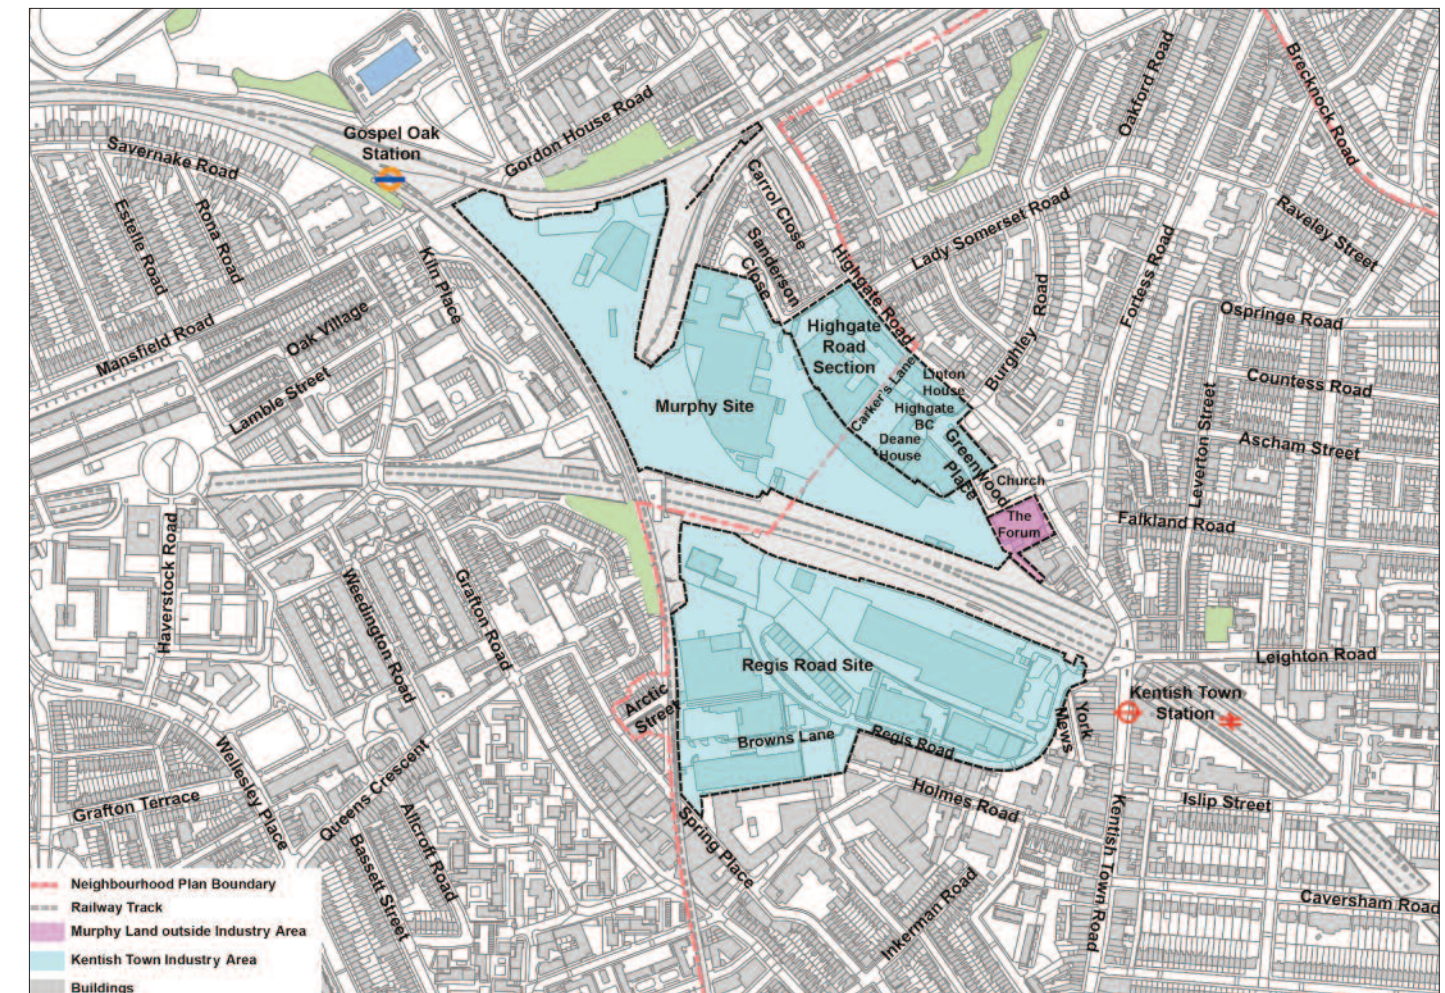 Brecknock Road
Oakford Road
Gospel Oak
Station
Gordon House Road
Savernake Road
Carrol Close
Estelle Road
Rona Road
Kiln Place
Sanderson
Close
Highgate Road
Lady Somerset Road
Fortess Road
Raveley Street
Mansfield Road
Oak Village
Lamble Street
Highgate
Road
Section
Burghley Road
Ospringe Road
Carker's Lane
Linton
House
Countess Road
Murphy Site
Highgate
BC
Deane
House
Greenwood
Place
Leverton Street
Ascham Street
Church
The
Forum
Falkland Road
Haverstock Road
Weedington Road
Grafton Road
Regis Road Site
Leighton Road
Arctic
Street
Kentish Town
Station
York
Mews
Browns Lane
Regis Road
Wellesley Place
Queens Crescent
Grafton Terrace
Allcroft Road
Bassett Street
Spring Place
Holmes Road
Islip Street
Kentish Town Road
Inkerman Road
Caversham Road
Neighbourhood Plan Boundary
Railway Track
Murphy Land outside Industry Area
Kentish Town Industry Area
Buildings